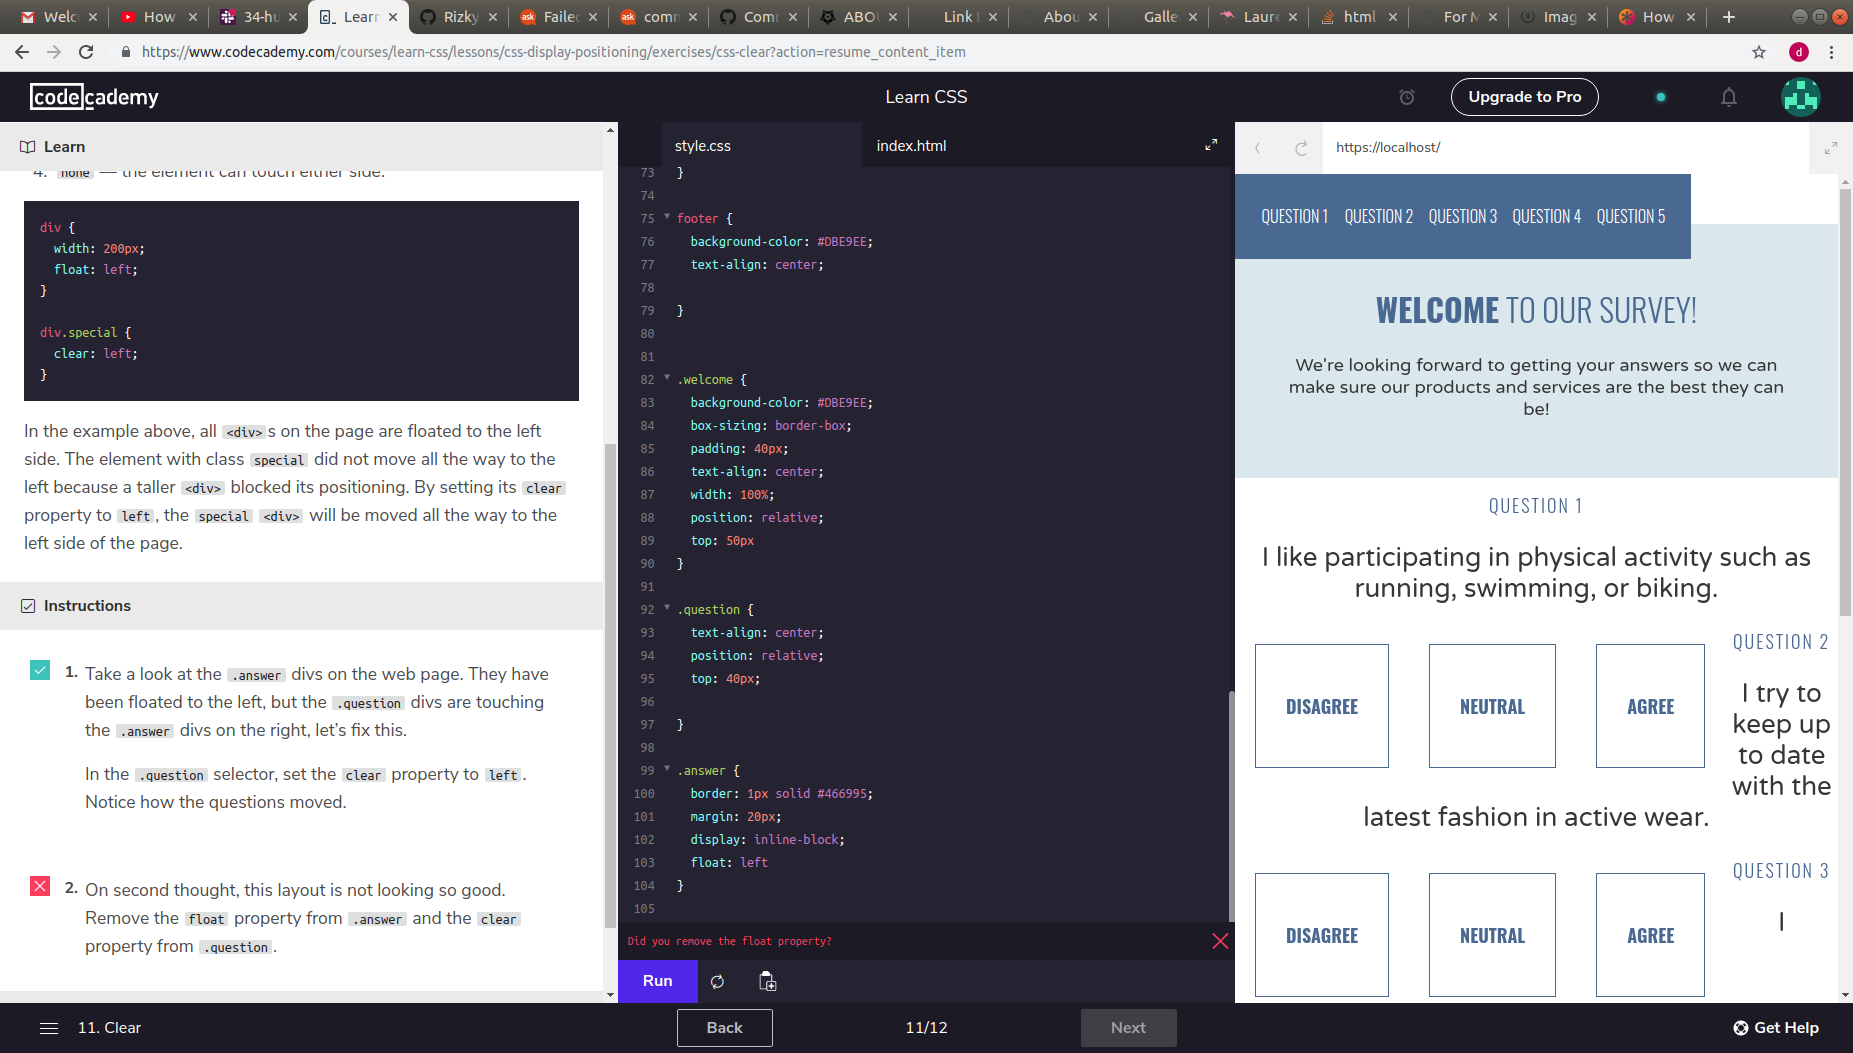 Welc
How
34-hu
Learn
Rizky
Failed
comm
Comm
ABOU
Link E
Abou
Galle
Laure
html
For M
Imag
How
https://www.codecademy.com/courses/learn-css/lessons/css-display-positioning/exercises/css-clear?action=resume_content_item
d
codecademy
Learn CSS
Upgrade to Pro
Learn
4. none — the element can touch either side.
div {
width: 200px;
float: left;
}
div.special {
clear: left;
}
In the example above, all <div>s on the page are floated to the left
side. The element with class special did not move all the way to the
left because a taller <div> blocked its positioning. By setting its clear
property to left, the special <div> will be moved all the way to the
left side of the page.
Instructions
1. Take a look at the .answer divs on the web page. They have
been floated to the left, but the .question divs are touching
the .answer divs on the right, let's fix this.
In the .question selector, set the clear property to left.
Notice how the questions moved.
2. On second thought, this layout is not looking so good.
Remove the float property from .answer and the clear
property from .question.
style.css index.html
73 }
74
75 footer {
76 background-color: #DBE9EE;
77 text-align: center;
78
79 }
80
81
82 .welcome {
83 background-color: #DBE9EE;
84 box-sizing: border-box;
85 padding: 40px;
86 text-align: center;
87 width: 100%;
88 position: relative;
89 top: 50px
90 }
91
92 .question {
93 text-align: center;
94 position: relative;
95 top: 40px;
96
97 }
98
99 .answer {
100 border: 1px solid #466995;
101 margin: 20px;
102 display: inline-block;
103 float: left
104 }
105
Did you remove the float property?
Run
https://localhost/
QUESTION 1 QUESTION 2 QUESTION 3 QUESTION 4 QUESTION 5
WELCOME TO OUR SURVEY!
We're looking forward to getting your answers so we can
make sure our products and services are the best they can
be!
QUESTION 1
I like participating in physical activity such as
running, swimming, or biking.
DISAGREE NEUTRAL AGREE
QUESTION 2
I try to
keep up
to date
with the
latest fashion in active wear.
QUESTION 3
I
DISAGREE NEUTRAL AGREE
11. Clear
Back
11/12
Next
Get Help